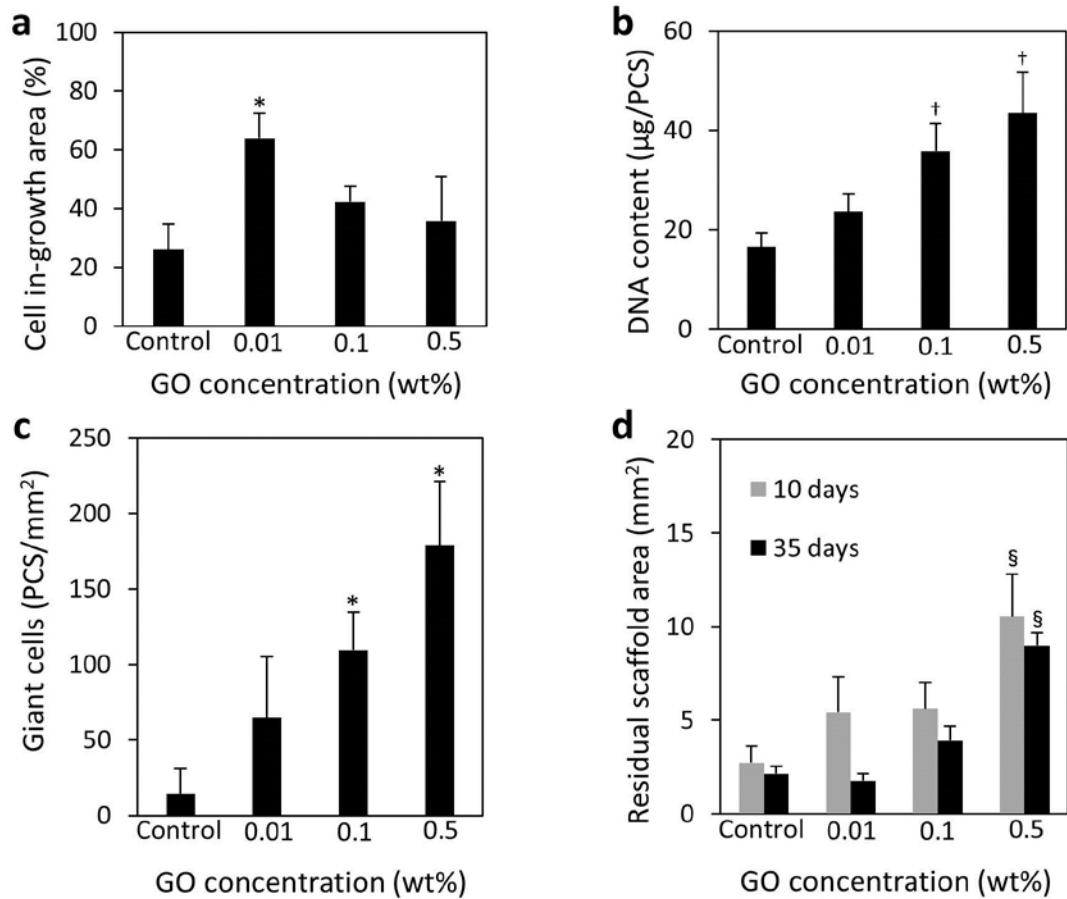 a
Cell in-growth area (%)
100
80
60
40
20
0
*
Control 0.01 0.1 0.5
GO concentration (wt%)
b
DNA content (µg/PCS)
60
40
20
0
† †
Control 0.01 0.1 0.5
GO concentration (wt%)
c
Giant cells (PCS/mm²)
250
200
150
100
50
0
* *
Control 0.01 0.1 0.5
GO concentration (wt%)
d
Residual scaffold area (mm²)
20
15
10
5
0
10 days
35 days
§ §
Control 0.01 0.1 0.5
GO concentration (wt%)